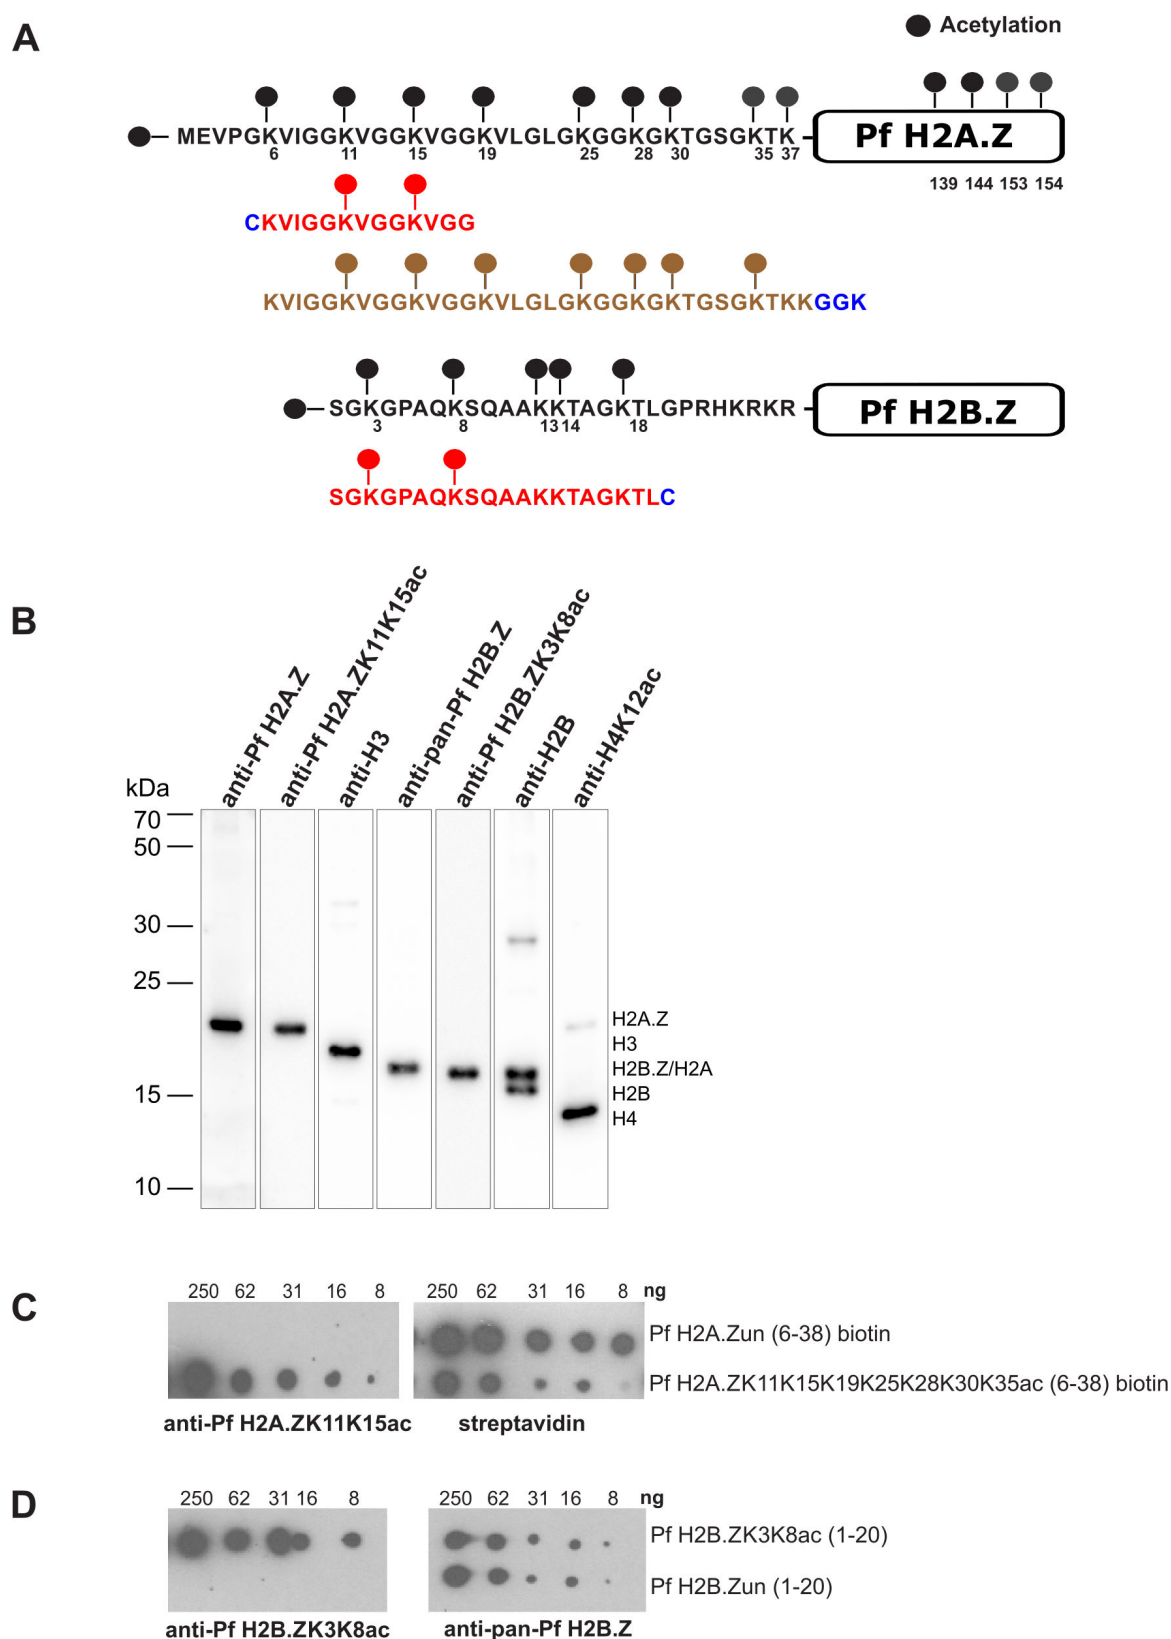 A
Acetylation
MEVPGKVIGGKVGGKVGGKVLGLGKGGKGKTGSGKTK
Pf H2A.Z
6 11 15 19 25 28 30 35 37
139 144 153 154
CKVIGGKVGGKVGG
KVIGGKVGGKVGGKVLGLGKGGKGKTGSGKTKKGGK
SGKGPAQKSQAAKKTAGKTLGPRHKRKR
Pf H2B.Z
3 8 13 14 18
SGKGPAQKSQAAKKTAGKTLC
B
anti-Pf H2A.Z
anti-Pf H2A.ZK11K15ac
anti-H3
anti-pan-Pf H2B.Z
anti-Pf H2B.ZK3K8ac
anti-H2B
anti-H4K12ac
kDa
70
50
30
25
15
10
H2A.Z
H3
H2B.Z/H2A
H2B
H4
C
250 62 31 16 8
250 62 31 16 8 ng
Pf H2A.Zun (6-38) biotin
Pf H2A.ZK11K15K19K25K28K30K35ac (6-38) biotin
anti-Pf H2A.ZK11K15ac
streptavidin
D
250 62 31 16 8
250 62 31 16 8 ng
Pf H2B.ZK3K8ac (1-20)
Pf H2B.Zun (1-20)
anti-Pf H2B.ZK3K8ac
anti-pan-Pf H2B.Z